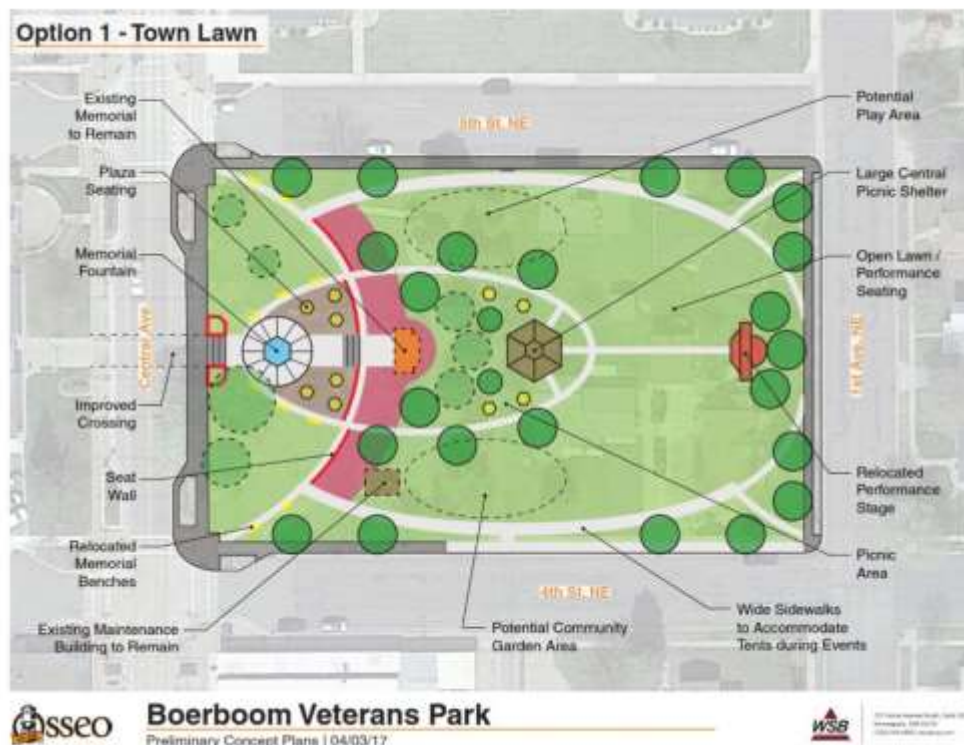 Option 1 - Town Lawn
Existing
Memorial
to Remain
Plaza
Seating
Memorial
Fountain
Improved
Crossing
Seat
Wall
Relocated
Memorial
Benches
Existing Maintenance
Building to Remain
5th St. NE
Central Ave
1st Ave. NE
4th St. NE
Potential
Play Area
Large Central
Picnic Shelter
Open Lawn /
Performance
Seating
Relocated
Performance
Stage
Picnic
Area
Wide Sidewalks
to Accommodate
Tents during Events
Potential Community
Garden Area
Osseo
Boerboom Veterans Park
Preliminary Concept Plans | 04/03/17
WSB